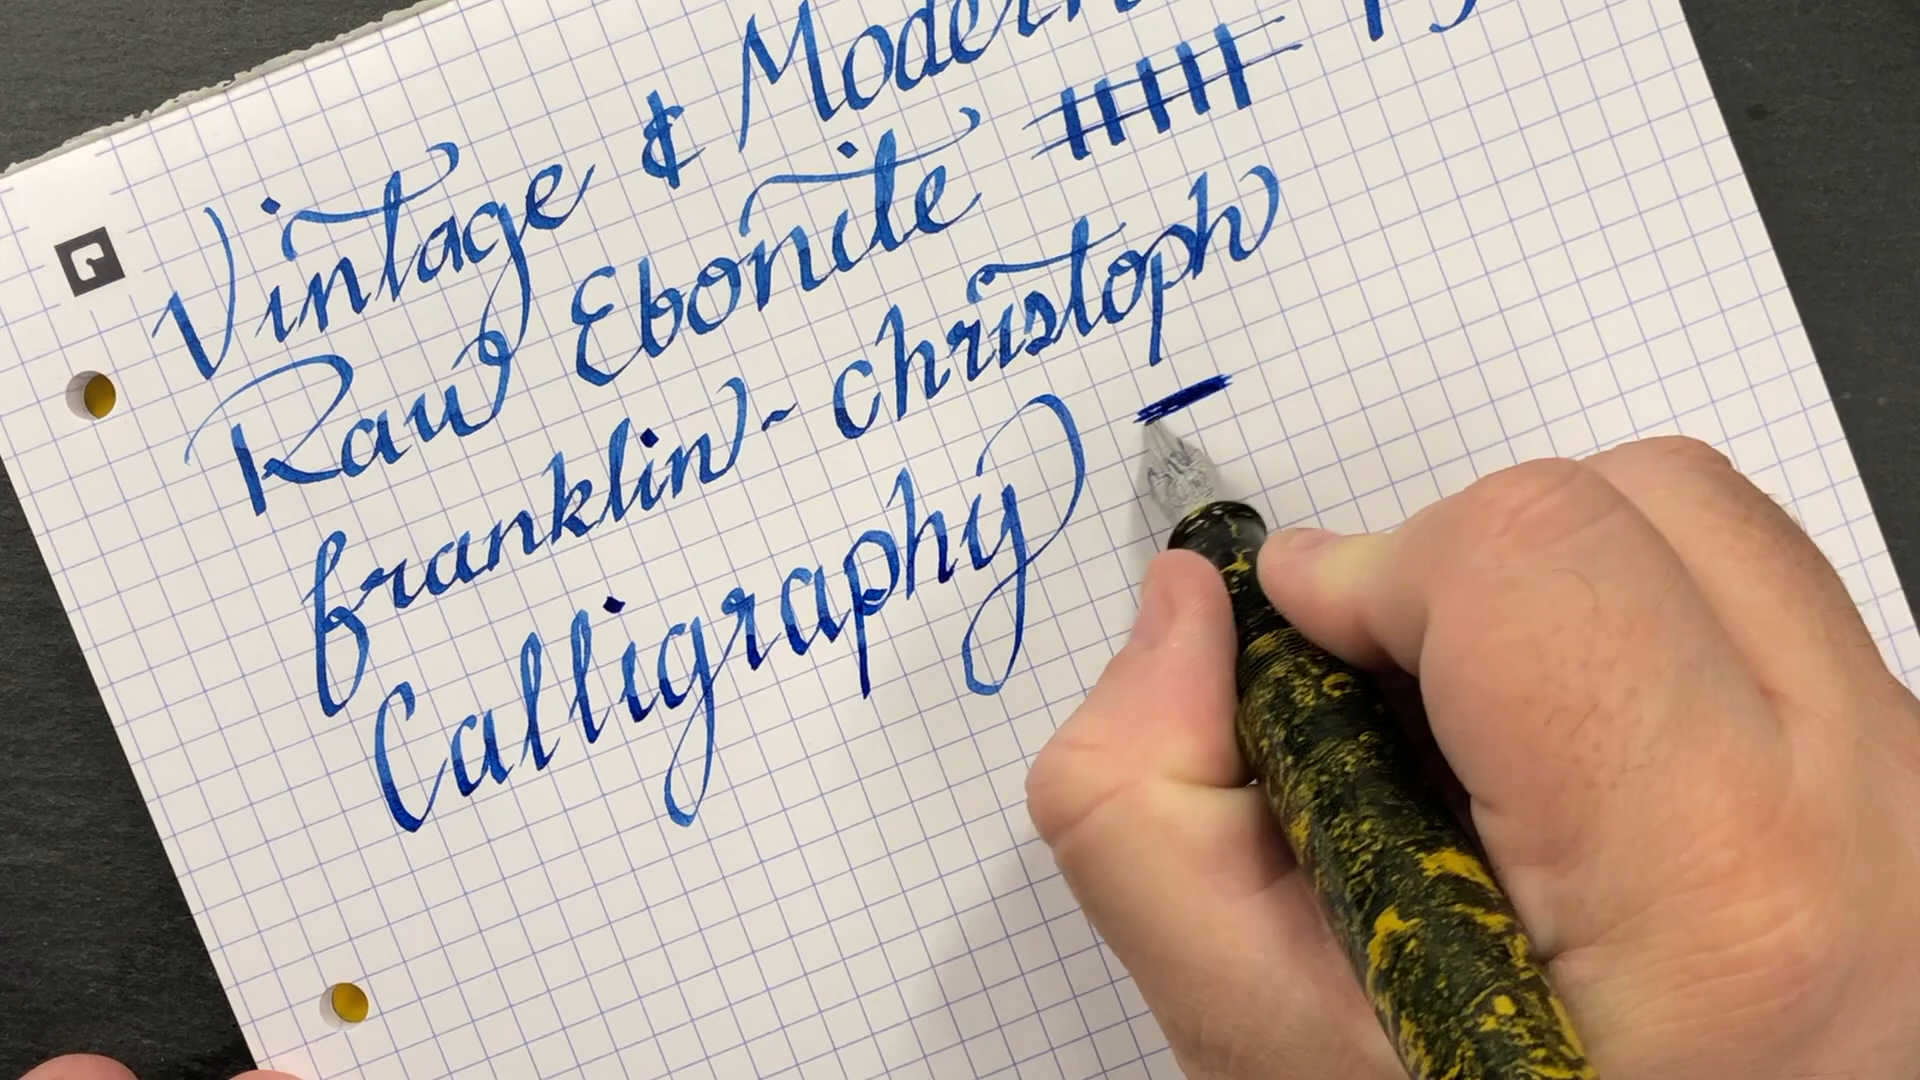 Vintage & Modern
Raw Ebonite
franklin-christoph
Calligraphy